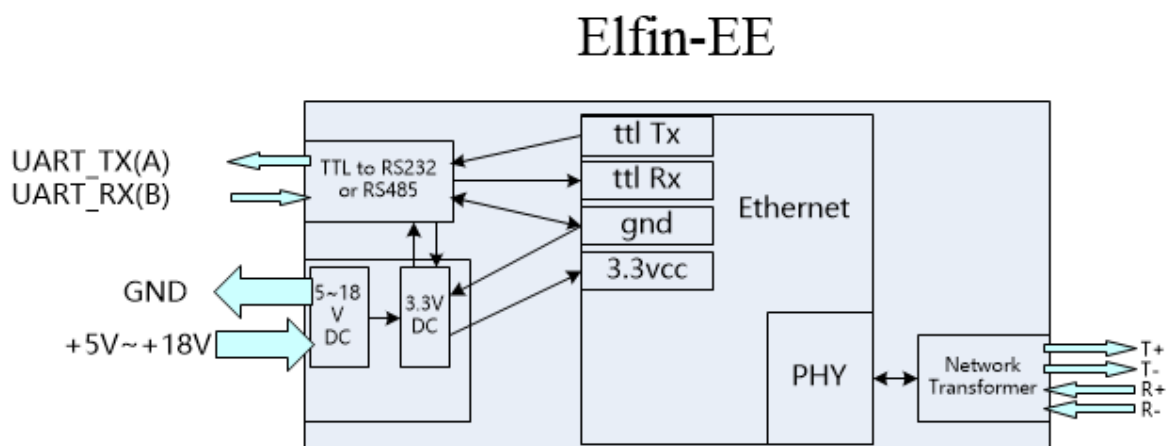 Elfin-EE
UART_TX(A)
UART_RX(B)
TTL to RS232
or RS485
ttl Tx
ttl Rx
gnd
3.3vcc
Ethernet
GND
+5V~+18V
5~18
V
DC
3.3V
DC
PHY
Network
Transformer
T+
T-
R+
R-